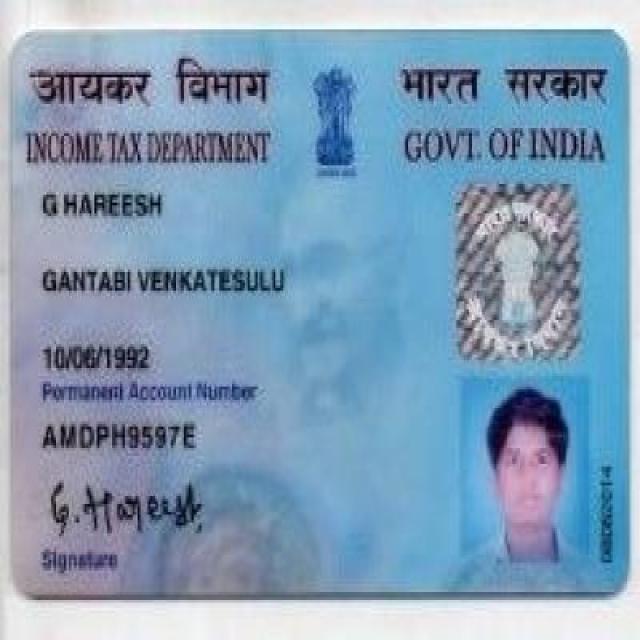 आयकर विभाग
भारत सरकार
INCOME TAX DEPARTMENT
GOVT. OF INDIA
G HAREESH
GANTABI VENKATESULU
10/06/1992
Permanent Account Number
AMDPH9597E
G. Hareesh
Signature